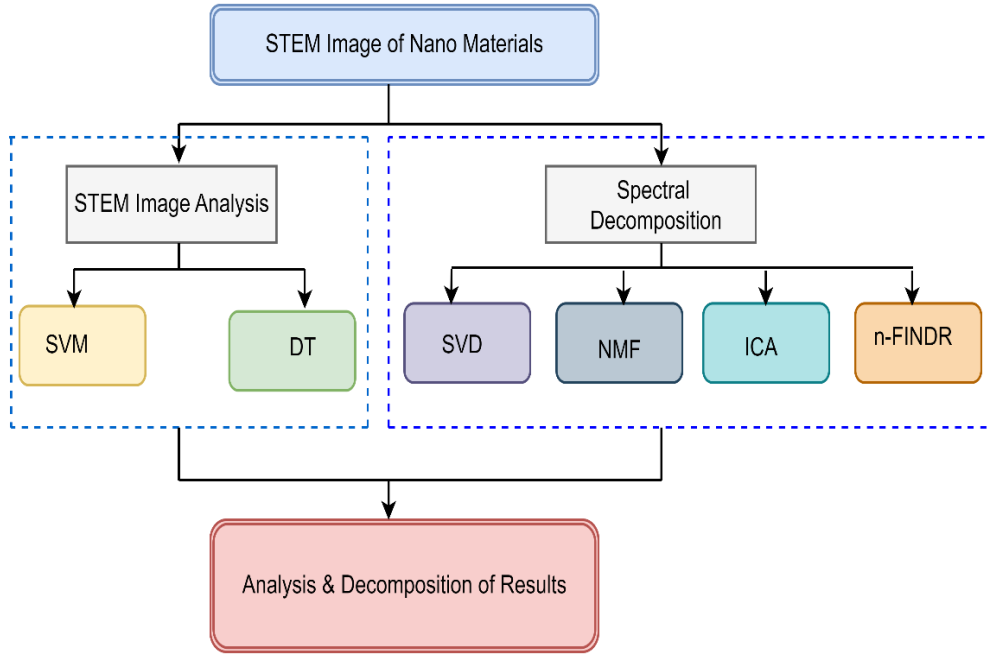 STEM Image of Nano Materials
STEM Image Analysis
Spectral
Decomposition
SVM
DT
SVD
NMF
ICA
n-FINDR
Analysis & Decomposition of Results